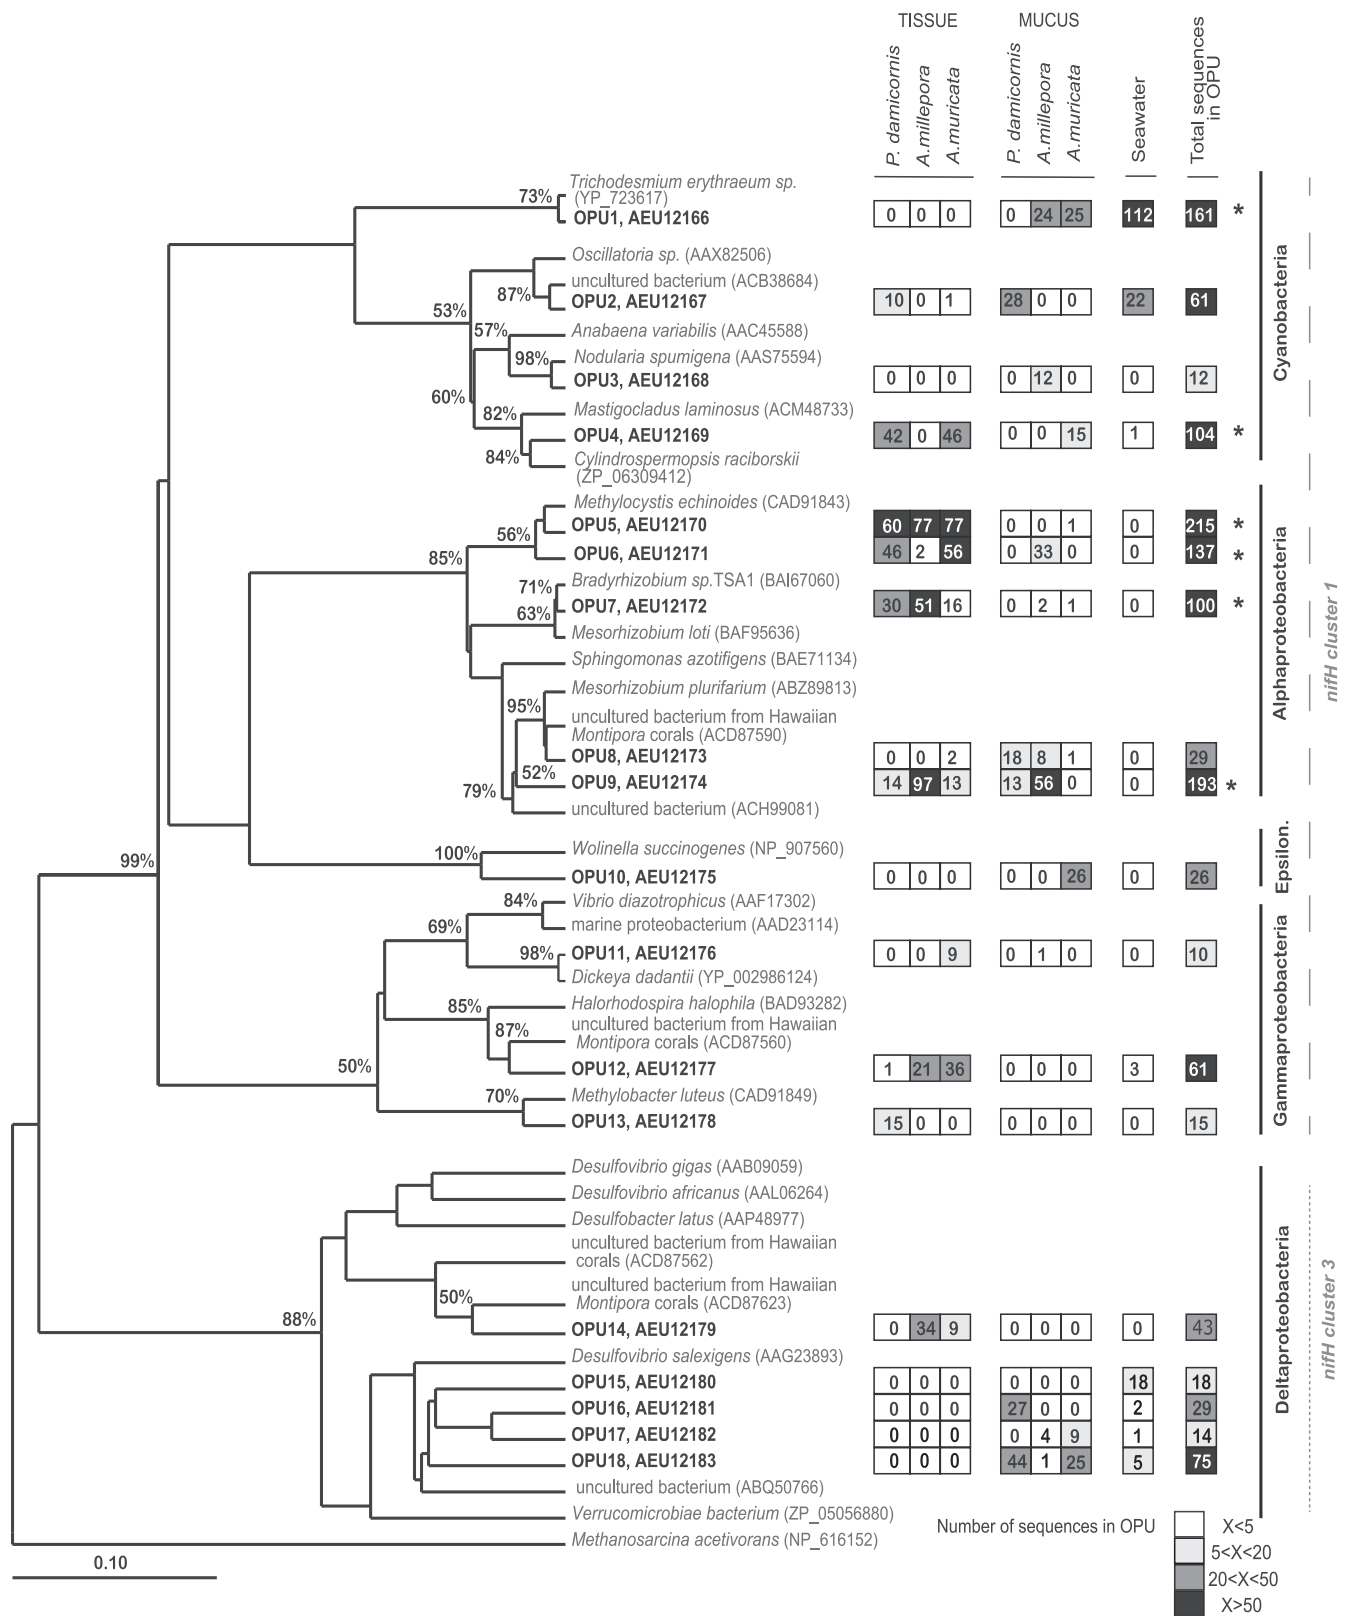 TISSUE MUCUS
P. damicornis A.millepora A.muricata P. damicornis A.millepora A.muricata Seawater Total sequences in OPU
Trichodesmium erythraeum sp.
73% (YP_723617)
OPU1, AEU12166 0 0 0 0 24 25 112 161 *
Oscillatoria sp. (AAX82506)
uncultured bacterium (ACB38684)
87% OPU2, AEU12167 10 0 1 28 0 0 22 61
53%
57% Anabaena variabilis (AAC45588)
98% Nodularia spumigena (AAS75594)
OPU3, AEU12168 0 0 0 0 12 0 0 12
60%
82% Mastigocladus laminosus (ACM48733)
OPU4, AEU12169 42 0 46 0 0 15 1 104 *
84% Cylindrospermopsis raciborskii
(ZP_06309412)
Cyanobacteria
Methylocystis echinoides (CAD91843)
OPU5, AEU12170 60 77 77 0 0 1 0 215 *
56%
OPU6, AEU12171 46 2 56 0 33 0 0 137 *
85%
71% Bradyrhizobium sp.TSA1 (BAI67060)
OPU7, AEU12172 30 51 16 0 2 1 0 100 *
63%
Mesorhizobium loti (BAF95636)
Sphingomonas azotifigens (BAE71134)
Mesorhizobium plurifarium (ABZ89813)
95% uncultured bacterium from Hawaiian
Montipora corals (ACD87590)
OPU8, AEU12173 0 0 2 18 8 1 0 29
52% OPU9, AEU12174 14 97 13 13 56 0 0 193 *
79%
uncultured bacterium (ACH99081)
Alphaproteobacteria
nifH cluster 1
99%
100% Wolinella succinogenes (NP_907560)
OPU10, AEU12175 0 0 0 0 0 26 0 26
Epsilon.
84% Vibrio diazotrophicus (AAF17302)
marine proteobacterium (AAD23114)
69%
98% OPU11, AEU12176 0 0 9 0 1 0 0 10
Dickeya dadantii (YP_002986124)
85% Halorhodospira halophila (BAD93282)
87% uncultured bacterium from Hawaiian
Montipora corals (ACD87560)
50% OPU12, AEU12177 1 21 36 0 0 0 3 61
70% Methylobacter luteus (CAD91849)
OPU13, AEU12178 15 0 0 0 0 0 0 15
Gammaproteobacteria
Desulfovibrio gigas (AAB09059)
Desulfovibrio africanus (AAL06264)
Desulfobacter latus (AAP48977)
uncultured bacterium from Hawaiian
corals (ACD87562)
uncultured bacterium from Hawaiian
50% Montipora corals (ACD87623)
88% OPU14, AEU12179 0 34 9 0 0 0 0 43
Desulfovibrio salexigens (AAG23893)
OPU15, AEU12180 0 0 0 0 0 0 18 18
OPU16, AEU12181 0 0 0 27 0 0 2 29
OPU17, AEU12182 0 0 0 0 4 9 1 14
OPU18, AEU12183 0 0 0 44 1 25 5 75
uncultured bacterium (ABQ50766)
Verrucomicrobiae bacterium (ZP_05056880)
Deltaproteobacteria
nifH cluster 3
Methanosarcina acetivorans (NP_616152)
0.10
Number of sequences in OPU X<5
5<X<20
20<X<50
X>50